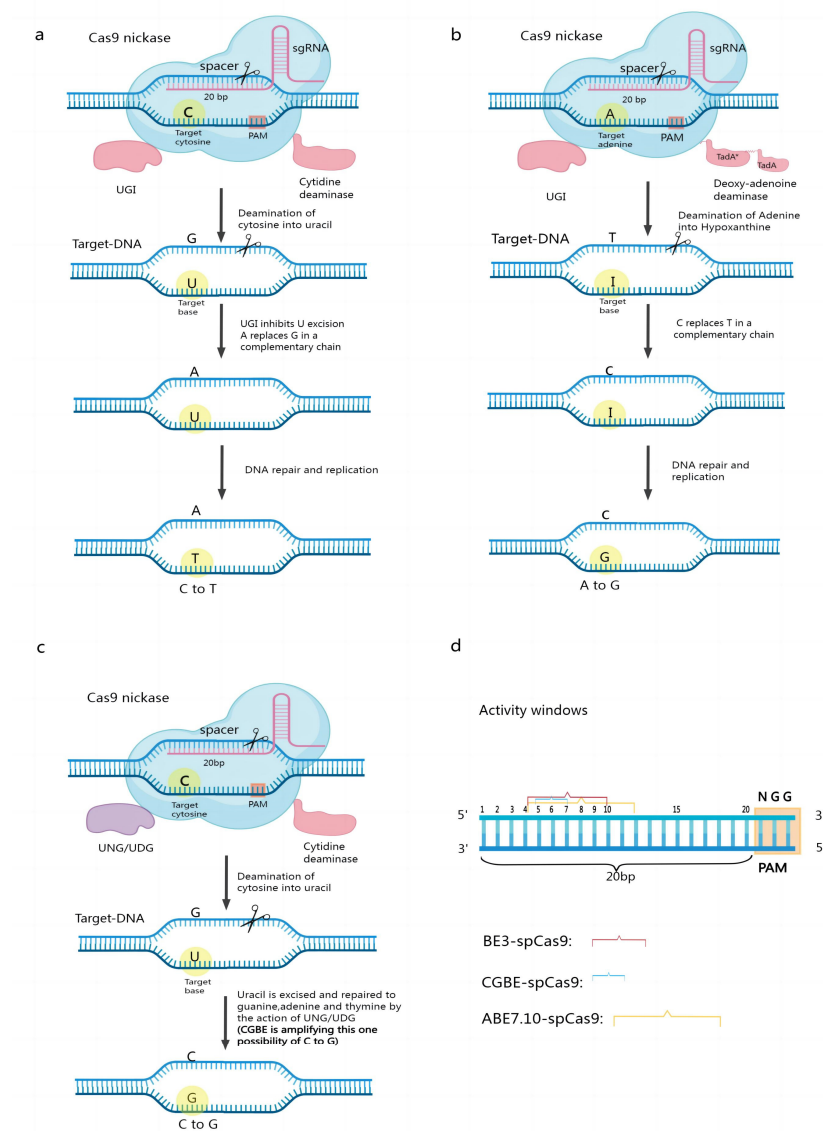 a
Cas9 nickase
sgRNA
spacer
20 bp
C
Target
cytosine
PAM
UGI
Cytidine
deaminase
Deamination of
cytosine into uracil
Target-DNA
G
U
Target
base
UGI inhibits U excision
A replaces G in a
complementary chain
A
U
DNA repair and replication
A
T
C to T
b
Cas9 nickase
sgRNA
spacer
20 bp
A
Target
adenine
PAM
TadA*
TadA
UGI
Deoxy-adenoine
deaminase
Deamination of Adenine
into Hypoxanthine
Target-DNA
T
I
Target
base
C replaces T in a
complementary chain
C
I
DNA repair and
replication
C
G
A to G
c
Cas9 nickase
spacer
20bp
C
Target
cytosine
PAM
UNG/UDG
Cytidine
deaminase
Deamination of
cytosine into uracil
Target-DNA
G
U
Target
base
Uracil is excised and repaired to
guanine,adenine and thymine by
the action of UNG/UDG
(CGBE is amplifying this one
possibility of C to G)
C
G
C to G
d
Activity windows
N G G
1 2 3 4 5 6 7 8 9 10 15 20
5' 3
3' 5
PAM
20bp
BE3-spCas9:
CGBE-spCas9:
ABE7.10-spCas9: